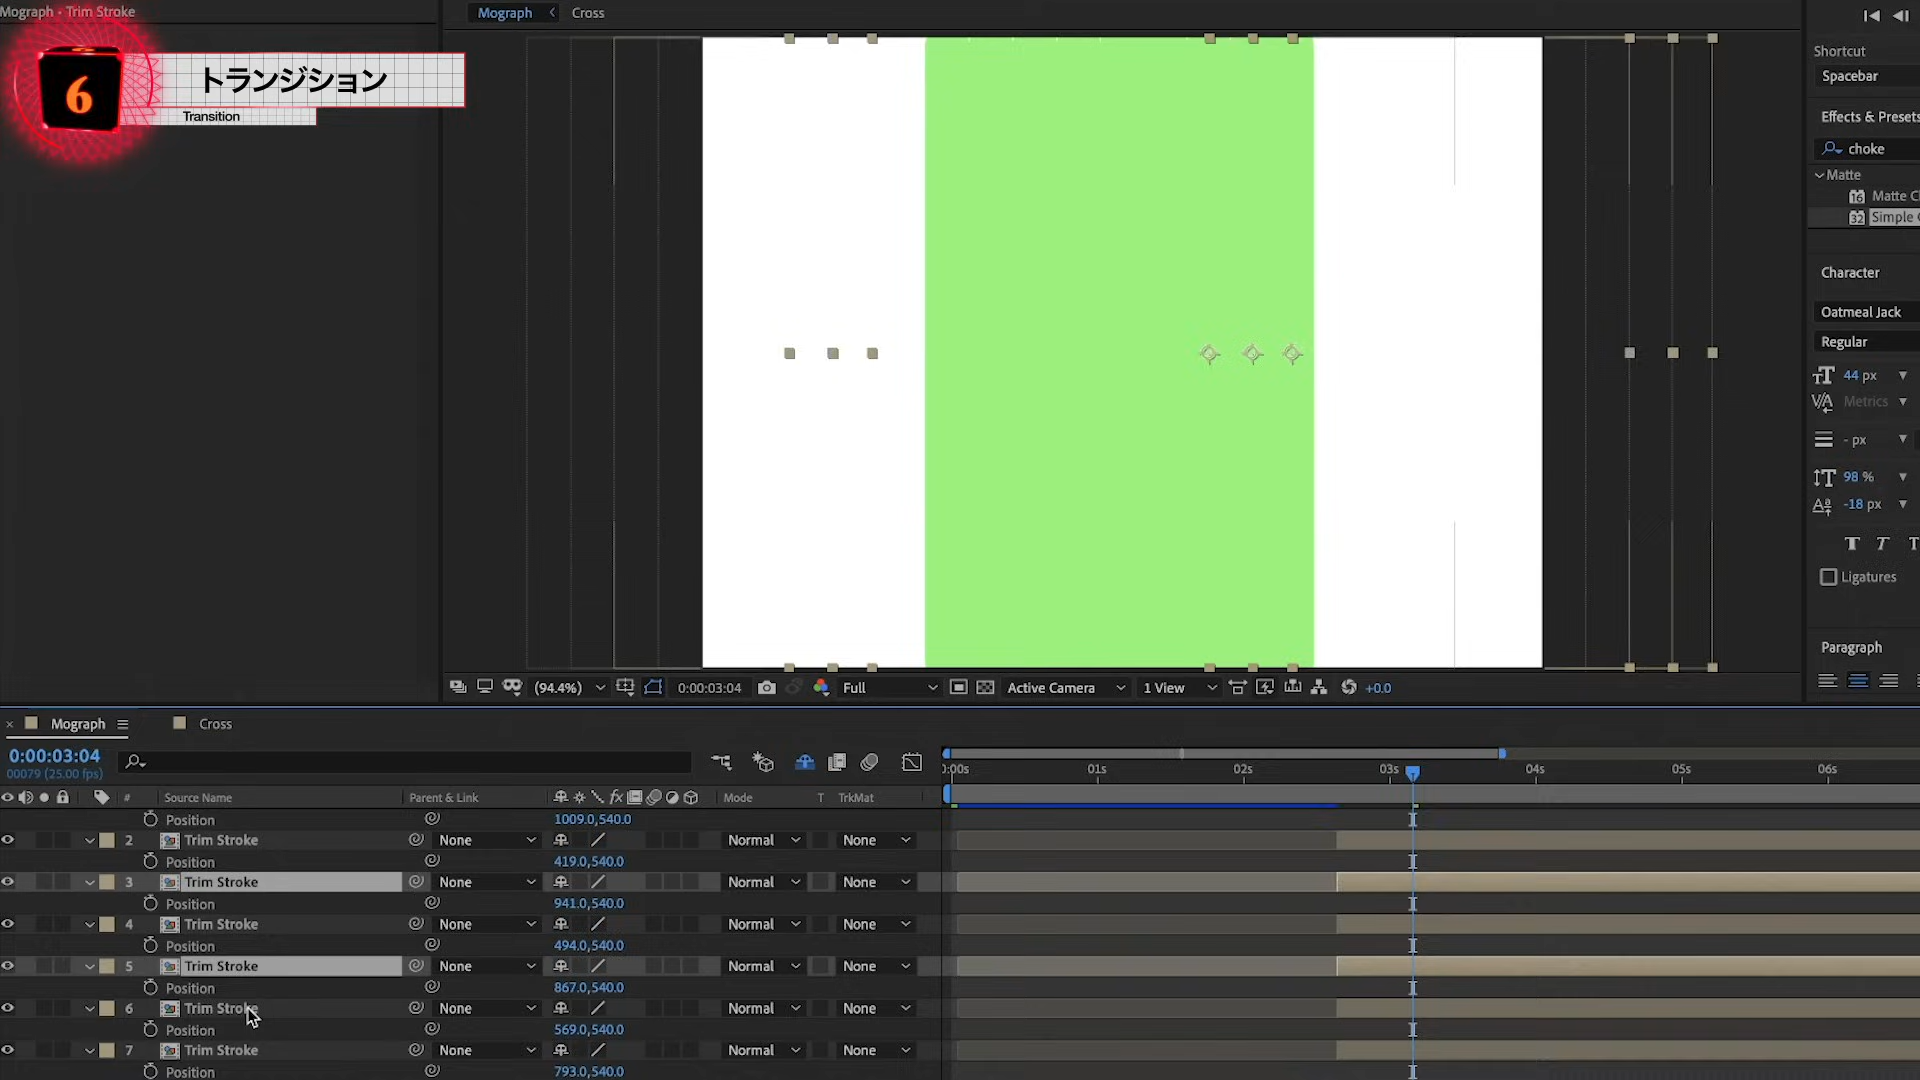 Mograph · Trim Stroke
6
トランジション
Transition
Mograph
Cross
Shortcut
Spacebar
Effects & Presets
choke
Matte
16
32
Character
Oatmeal Jack
Regular
44 px
Metrics
- px
98 %
-18 px
Ligatures
Paragraph
(94.4%)
0:00:03:04
Full
Active Camera
1 View
+0.0
Mograph
Cross
0:00:03:04
00079 (25.00 fps)
01s
02s
03s
04s
05s
06s
#
Source Name
Parent & Link
fx
Mode
T
TrkMat
Position
1009.0,540.0
2
Trim Stroke
None
Normal
None
Position
419.0,540.0
3
Trim Stroke
None
Normal
None
Position
941.0,540.0
4
Trim Stroke
None
Normal
None
Position
494.0,540.0
5
Trim Stroke
None
Normal
None
Position
867.0,540.0
6
Trim Stroke
None
Normal
None
Position
569.0,540.0
7
Trim Stroke
None
Normal
None
Position
793.0,540.0